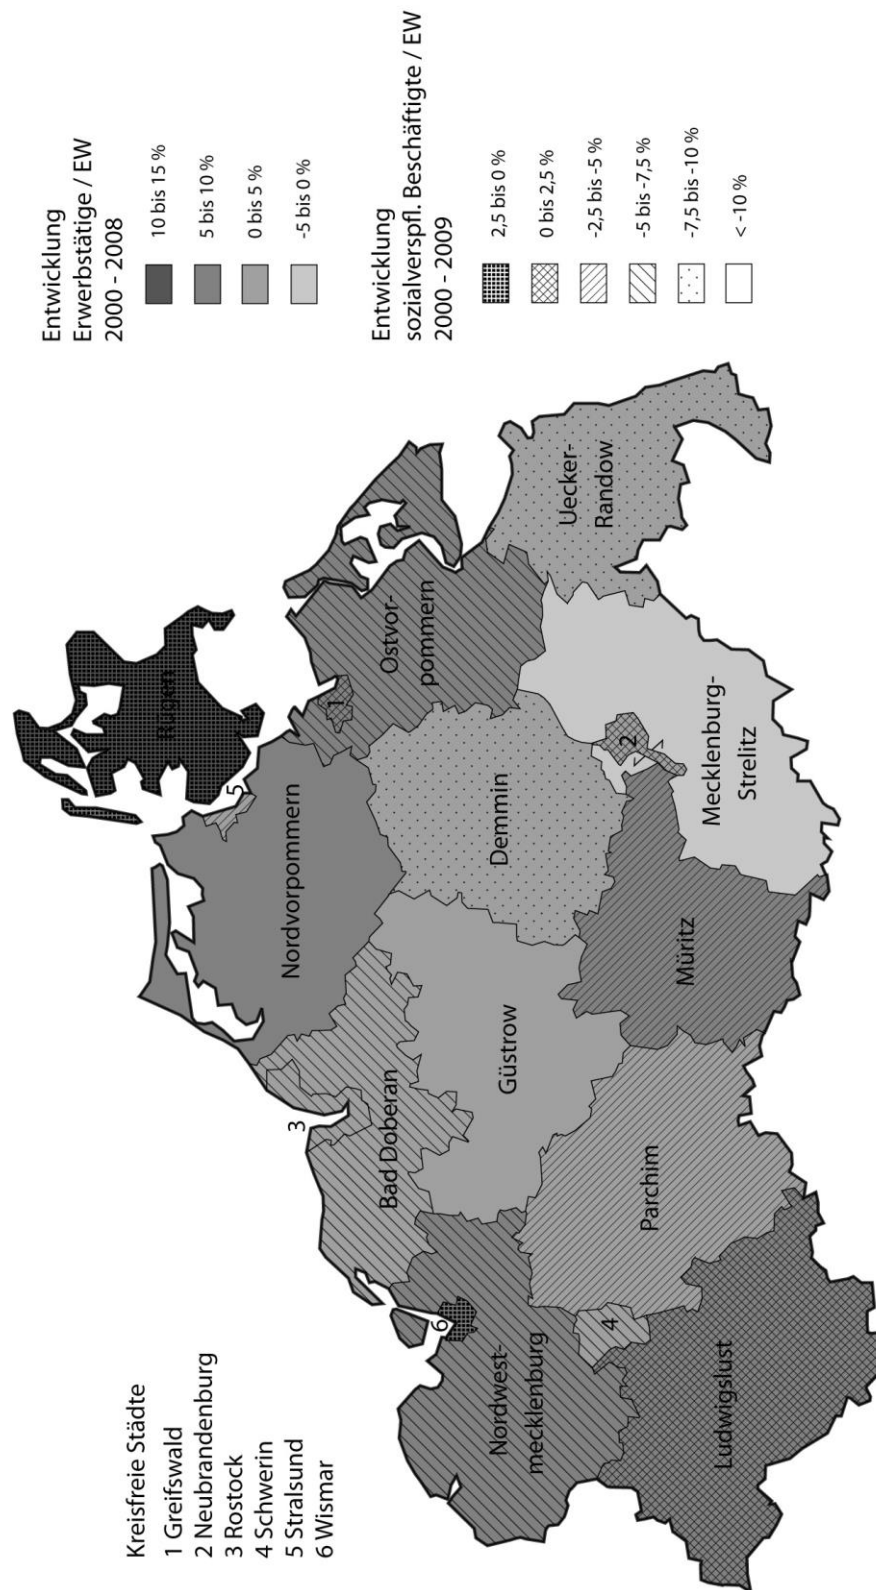 Kreisfreie Städte
1 Greifswald
2 Neubrandenburg
3 Rostock
4 Schwerin
5 Stralsund
6 Wismar
Entwicklung
Erwerbstätige / EW
2000 - 2008
10 bis 15 %
5 bis 10 %
0 bis 5 %
-5 bis 0 %
Entwicklung
sozialverspfl. Beschäftigte / EW
2000 - 2009
2,5 bis 0 %
0 bis 2,5 %
-2,5 bis -5 %
-5 bis -7,5 %
-7,5 bis -10 %
< -10 %
Rügen
5
Nordvorpommern
1
Ostvor-
pommern
3
Bad Doberan
Güstrow
Demmin
Uecker-
Randow
6
Nordwest-
mecklenburg
4
Parchim
Müritz
2
Mecklenburg-
Strelitz
Ludwigslust